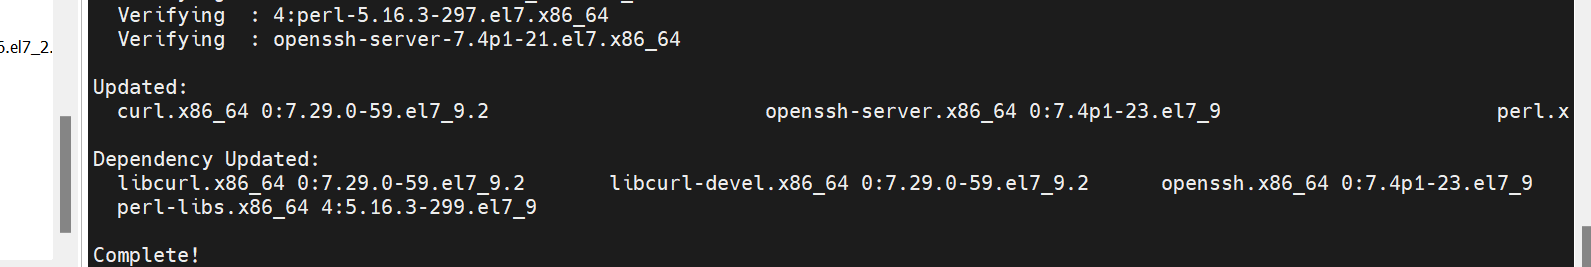 Verifying  : 4:perl-5.16.3-297.el7.x86_64
Verifying  : openssh-server-7.4p1-21.el7.x86_64
5.el7_2.
Updated:
curl.x86_64 0:7.29.0-59.el7_9.2 openssh-server.x86_64 0:7.4p1-23.el7_9 perl.x
Dependency Updated:
libcurl.x86_64 0:7.29.0-59.el7_9.2 libcurl-devel.x86_64 0:7.29.0-59.el7_9.2 openssh.x86_64 0:7.4p1-23.el7_9
perl-libs.x86_64 4:5.16.3-299.el7_9
Complete!